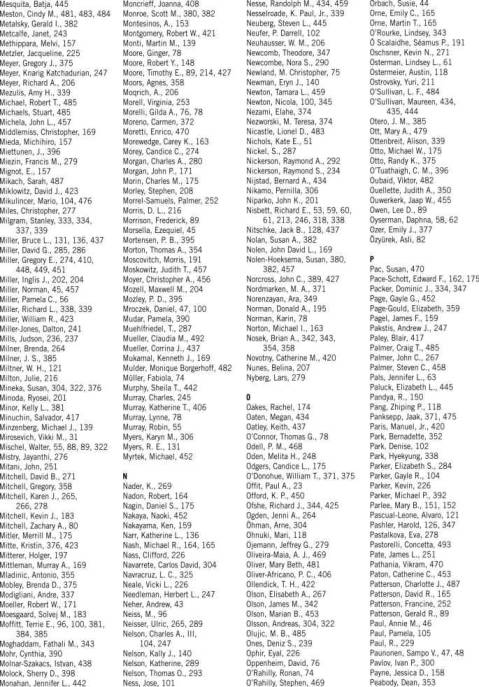 Mesquita, Batja, 445
Meston, Cindy M., 481, 483, 484
Metalsky, Gerald I., 382
Metcalfe, Janet, 243
Methippara, Melvi, 157
Metzler, Jacqueline, 225
Meyer, Gregory J., 375
Meyer, Knarig Katchadurian, 247
Meyer, Richard A., 206
Mezulis, Amy H., 339
Michael, Robert T., 485
Michaels, Stuart, 485
Michela, John L., 457
Middlemiss, Christopher, 169
Mieda, Michihiro, 157
Miettunen, J., 396
Miezin, Francis M., 279
Mignot, E., 157
Mikach, Sarah, 487
Miklowitz, David J., 423
Mikulincer, Mario, 104, 476
Miles, Christopher, 277
Milgram, Stanley, 333, 334,
337, 339
Miller, Bruce L., 131, 136, 437
Miller, David G., 285, 286
Miller, Gregory E., 274, 410,
448, 449, 451
Miller, Inglis J., 202, 204
Miller, Norman, 45, 457
Miller, Pamela C., 56
Miller, Richard L., 338, 339
Miller, William R., 423
Miller-Jones, Dalton, 241
Mills, Judson, 236, 237
Milner, Brenda, 264
Milner, J. S., 385
Miltner, W. H., 121
Milton, Julie, 216
Mineka, Susan, 304, 322, 376
Minoda, Ryosei, 201
Minor, Kelly L., 381
Minuchin, Salvador, 417
Minzenberg, Michael J., 139
Mirosevich, Vikki M., 31
Mischel, Walter, 55, 88, 89, 322
Mistry, Jayanthi, 276
Mitani, John, 251
Mitchell, David B., 271
Mitchell, Gregory, 358
Mitchell, Karen J., 265,
266, 278
Mitchell, Kevin J., 183
Mitchell, Zachary A., 80
Mitler, Merrill M., 175
Mitte, Kristin, 376, 423
Mitterer, Holger, 197
Mittleman, Murray A., 169
Mladinic, Antonio, 355
Mobley, Brenda D., 375
Modigliani, Andre, 337
Moeller, Robert W., 171
Moesgaard, Solvej M., 183
Moffitt, Terrie E., 96, 100, 381,
384, 385
Moghaddam, Fathali M., 343
Mohr, Cynthia, 390
Molnar-Szakacs, Istvan, 438
Molock, Sherry D., 398
Monahan, Jennifer L., 442
Moncrieff, Joanna, 408
Monroe, Scott M., 380, 382
Montesinos, A., 153
Montgomery, Robert W., 421
Monti, Martin M., 139
Moore, Ginger, 78
Moore, Robert Y., 148
Moore, Timothy E., 89, 214, 427
Moors, Agnes, 358
Moqrich, A., 206
Morell, Virginia, 253
Morelli, Gilda A., 76, 78
Moreno, Carmen, 372
Moretti, Enrico, 470
Morewedge, Carey K., 163
Morey, Candice C., 274
Morgan, Charles A., 280
Morgan, John P., 171
Morin, Charles M., 175
Morley, Stephen, 208
Morrel-Samuels, Palmer, 252
Morris, D. L., 216
Morrison, Frederick, 89
Morsella, Ezequiel, 45
Mortensen, P. B., 395
Morton, Thomas A., 354
Moscovitch, Morris, 191
Moskowitz, Judith T., 457
Moyer, Christopher A., 456
Mozell, Maxwell M., 204
Mozley, P. D., 395
Mroczek, Daniel, 47, 100
Mudar, Pamela, 390
Muehlfriedel, T., 287
Mueller, Claudia M., 492
Mueller, Corina J., 437
Mukamal, Kenneth J., 169
Mulder, Monique Borgerhoff, 482
Müller, Fabiola, 74
Murphy, Sheila T., 442
Murray, Charles, 245
Murray, Katherine T., 406
Murray, Lynne, 78
Murray, Robin, 55
Myers, Karyn M., 306
Myers, R. E., 131
Myrtek, Michael, 452
N
Nader, K., 269
Nadon, Robert, 164
Nagin, Daniel S., 175
Nakaya, Naoki, 452
Nakayama, Ken, 159
Narr, Katherine L., 136
Nash, Michael R., 164, 165
Nass, Clifford, 226
Navarrete, Carlos David, 304
Navracruz, L. C., 325
Neale, Vicki L., 226
Needleman, Herbert L., 247
Neher, Andrew, 43
Neiss, M., 96
Neisser, Ulric, 265, 289
Nelson, Charles A., III,
104, 247
Nelson, Kally J., 140
Nelson, Katherine, 289
Nelson, Thomas O., 293
Ness, Jose, 101
Nesse, Randolph M., 434, 459
Nesselroade, K. Paul, Jr., 339
Neuberg, Steven L., 445
Neufer, P. Darrell, 102
Neuhausser, W. M., 206
Newcomb, Theodore, 347
Newcombe, Nora S., 290
Newland, M. Christopher, 75
Newman, Eryn J., 140
Newton, Tamara L., 459
Newton, Nicola, 100, 345
Nezami, Elahe, 374
Nezworski, M. Teresa, 374
Nicastle, Lionel D., 483
Nichols, Kate E., 51
Nickel, S., 287
Nickerson, Raymond A., 292
Nickerson, Raymond S., 234
Nijstad, Bernard A., 434
Nikamo, Pernilla, 306
Niparko, John K., 201
Nisbett, Richard E., 53, 59, 60,
61, 213, 246, 318, 338
Nitschke, Jack B., 128, 437
Nolan, Susan A., 382
Nolen, John David L., 169
Nolen-Hoeksema, Susan, 380,
382, 457
Norcross, John C., 389, 427
Nordmarken, M. A., 371
Norenzayan, Ara, 349
Norman, Donald A., 195
Norman, Karin, 78
Norton, Michael I., 163
Nosek, Brian A., 342, 343,
354, 358
Novotny, Catherine M., 420
Nunes, Belina, 207
Nyberg, Lars, 279
O
Oakes, Rachel, 174
Oaten, Megan, 434
Oatley, Keith, 437
O'Connor, Thomas G., 78
Odell, P. M., 468
Oden, Melita H., 248
Odgers, Candice L., 175
O'Donohue, William T., 371, 375
Offit, Paul A., 23
Offord, K. P., 450
Ofshe, Richard J., 344, 425
Ogden, Jenni A., 264
Öhman, Arne, 304
Ohnuki, Mari, 118
Ojemann, Jeffrey G., 279
Oliveira-Maia, A. J., 469
Oliver, Mary Beth, 481
Oliver-Africano, P. C., 406
Ollendick, T. H., 422
Olson, Elisabeth A., 267
Olson, James M., 342
Olson, Marian B., 453
Olsson, Andreas, 304, 322
Olujic, M. B., 485
Ones, Deniz S., 239
Ophir, Eyal, 226
Oppenheim, David, 76
O'Rahilly, Ronan, 74
O'Rahilly, Stephen, 469
Orbach, Susie, 44
Orne, Emily C., 165
Orne, Martin T., 165
O'Rourke, Lindsey, 343
Ó Scalaidhe, Séamus P., 191
Oschsner, Kevin N., 271
Osterman, Lindsey L., 61
Ostermeier, Austin, 118
Ostrovsky, Yuri, 211
O'Sullivan, L. F., 484
O'Sullivan, Maureen, 434,
435, 444
Otero, J. M., 385
Ott, Mary A., 479
Ottenbreit, Alison, 339
Otto, Michael W., 175
Otto, Randy K., 375
O'Tuathaigh, C. M., 396
Oubaid, Viktor, 482
Ouellette, Judith A., 350
Ouwerkerk, Jaap W., 455
Owen, Lee D., 89
Oyserman, Daphna, 58, 62
Ozer, Emily J., 377
Özyürek, Asli, 82
P
Pac, Susan, 470
Pace-Schott, Edward F., 162, 175
Packer, Dominic J., 334, 347
Page, Gayle G., 452
Page-Gould, Elizabeth, 359
Pagel, James F., 159
Pakstis, Andrew J., 247
Paley, Blair, 417
Palmer, Craig T., 485
Palmer, John C., 267
Palmer, Steven C., 458
Pals, Jennifer L., 63
Paluck, Elizabeth L., 445
Pandya, R., 150
Pang, Zhiping P., 118
Panksepp, Jaak, 371, 475
Paris, Manuel, Jr., 420
Park, Bernadette, 352
Park, Denise, 102
Park, Hyekyung, 338
Parker, Elizabeth S., 284
Parker, Gayle R., 104
Parker, Kevin, 226
Parker, Michael P., 392
Parlee, Mary B., 151, 152
Pascual-Leone, Alvaro, 121
Pashler, Harold, 126, 347
Pastalkova, Eva, 278
Pastorelli, Concetta, 493
Pate, James L., 251
Pathania, Vikram, 470
Paton, Catherine C., 453
Patterson, Charlotte J., 487
Patterson, David R., 165
Patterson, Francine, 252
Patterson, Gerald R., 89
Paul, Annie M., 46
Paul, Pamela, 105
Paul, R., 229
Paunonen, Sampo V., 47, 48
Pavlov, Ivan P., 300
Payne, Jessica D., 158
Peabody, Dean, 353